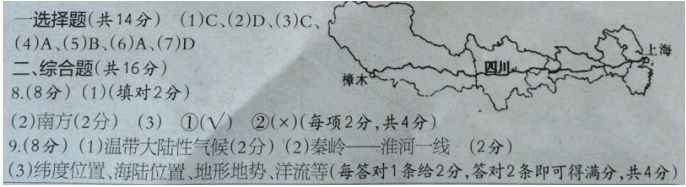 一选择题(共14分) (1)C、(2)D、(3)C、
(4)A、(5)B、(6)A、(7)D
二、综合题(共16分)
8.(8分) (1)(填对2分)
上海
四川
樟木
(2)南方(2分) (3) ①(√) ②(×)(每项2分,共4分)
9.(8分) (1)温带大陆性气候(2分) (2)秦岭——淮河一线 (2分)
(3)纬度位置、海陆位置、地形地势、洋流等(每答对1条给2分,答对2条即可得满分,共4分)